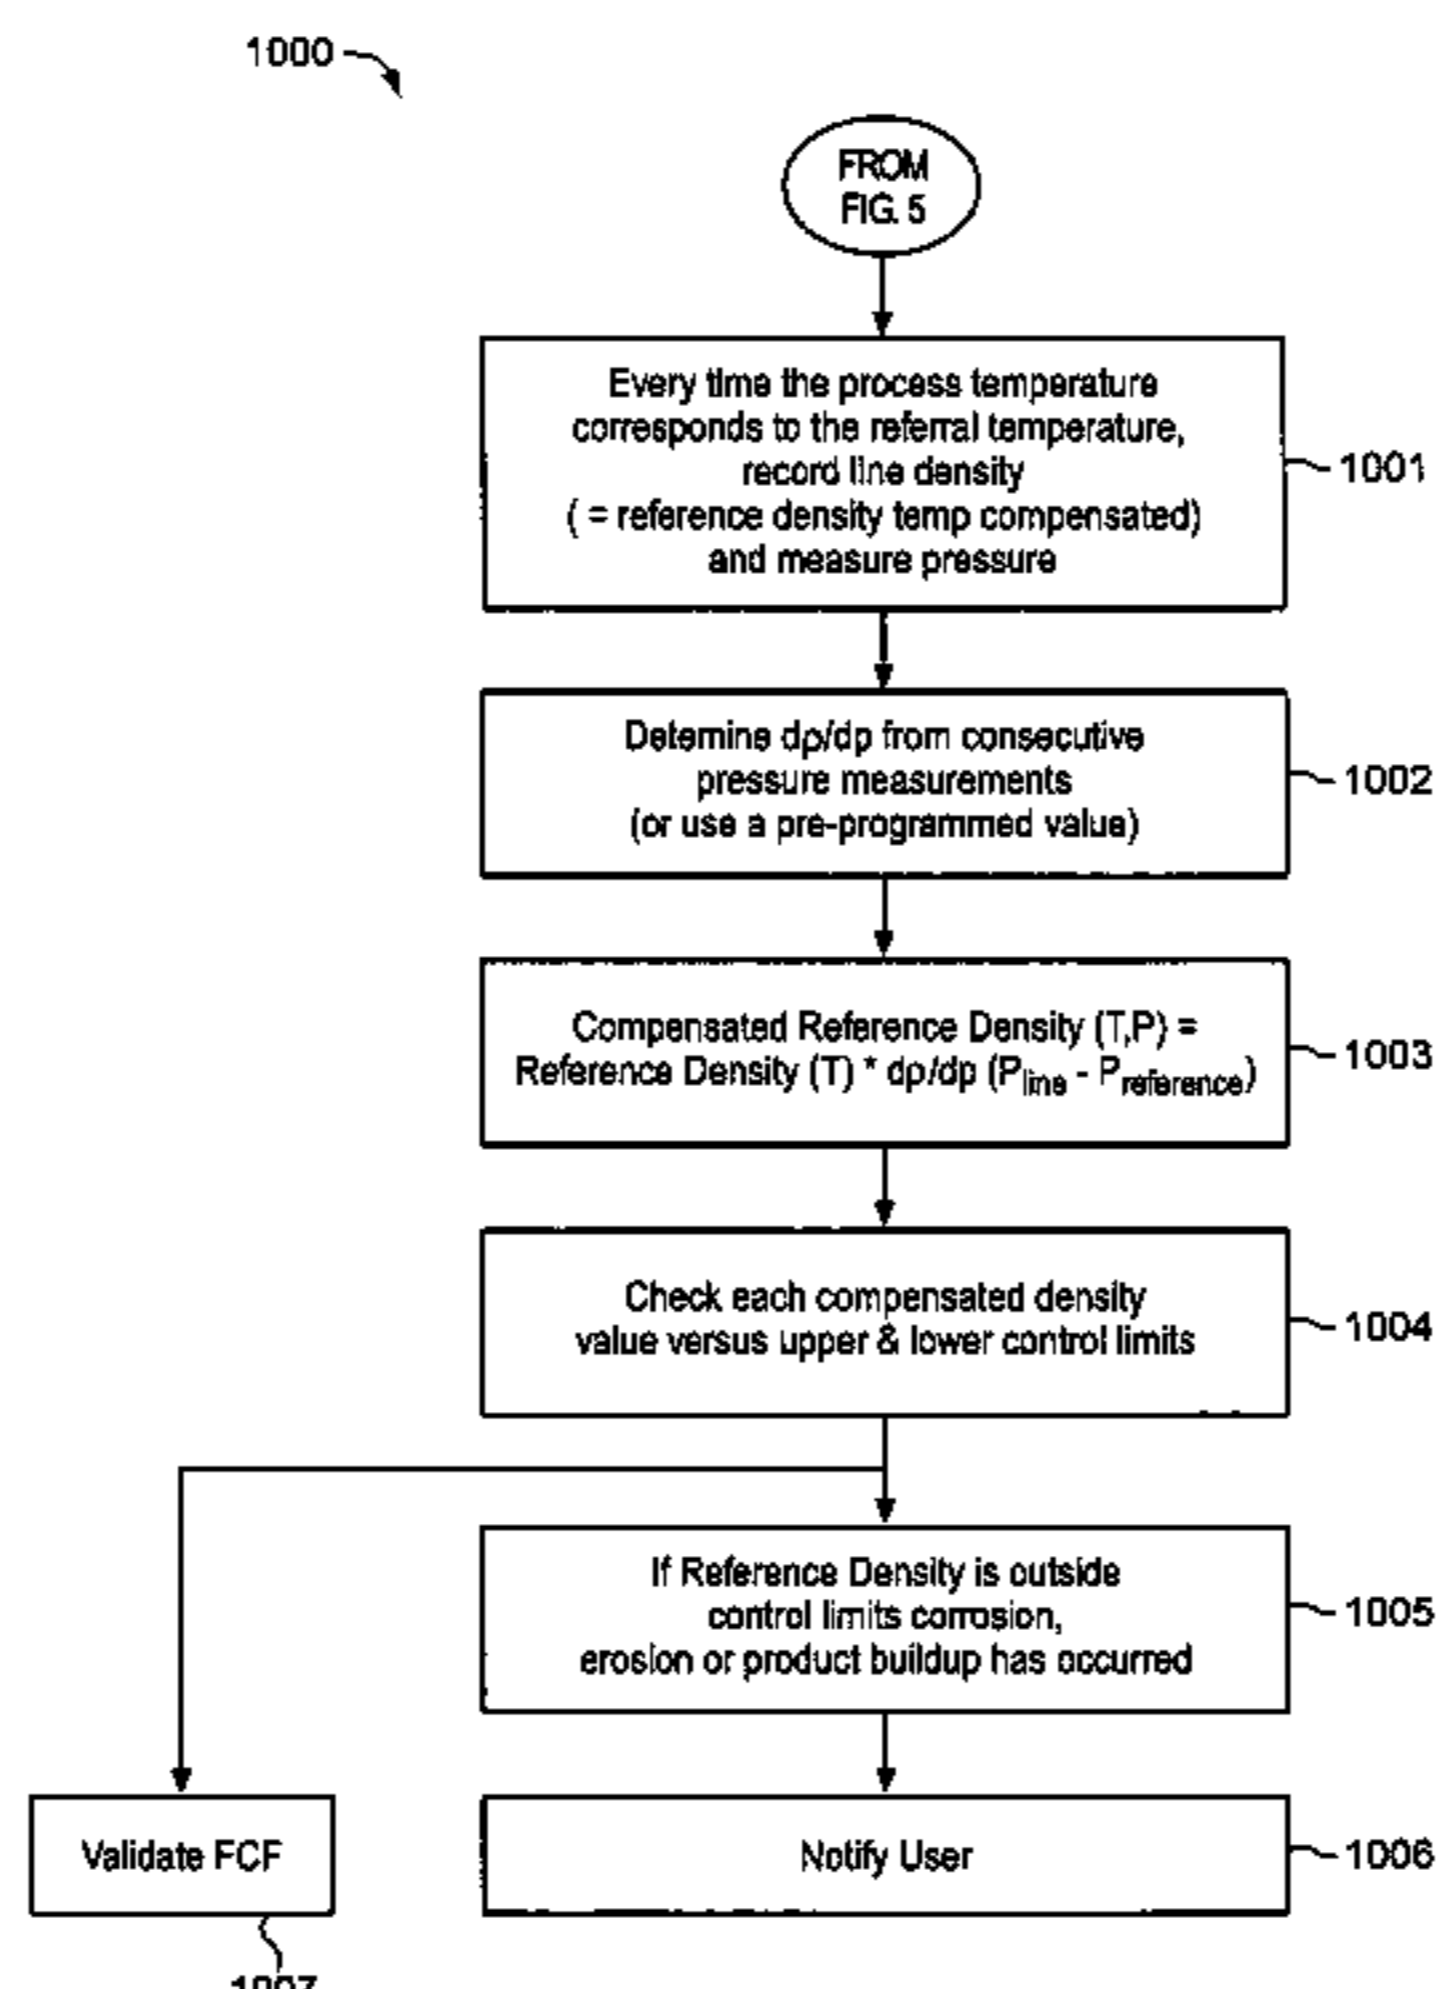 1000
FROM
FIG. 5
Every time the process temperature
corresponds to the referral temperature,
record line density
( = reference density temp compensated)
and measure pressure
1001
Detemine dρ/dp from consecutive
pressure measurements
(or use a pre-programmed value)
1002
Compensated Reference Density (T,P) =
Reference Density (T) * dρ/dp (Pline - Preference)
1003
Check each compensated density
value versus upper & lower control limits
1004
If Reference Density is outside
control limits corrosion,
erosion or product buildup has occurred
1005
Validate FCF
Notify User
1006
1007